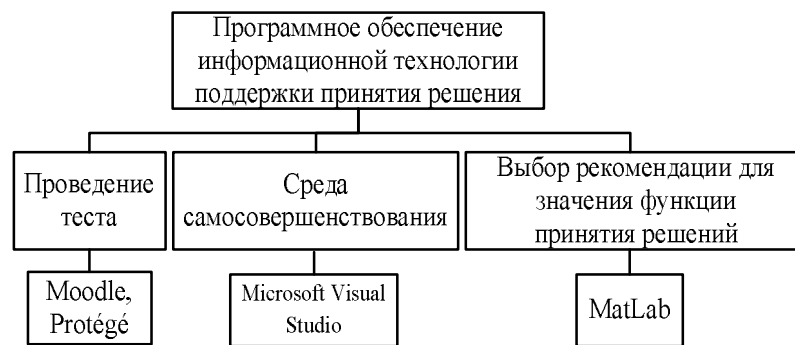 Программное обеспечение
информационной технологии
поддержки принятия решения
Проведение
теста
Среда
самосовершенствования
Выбор рекомендации для
значения функции
принятия решений
Moodle,
Protégé
Microsoft Visual
Studio
MatLab